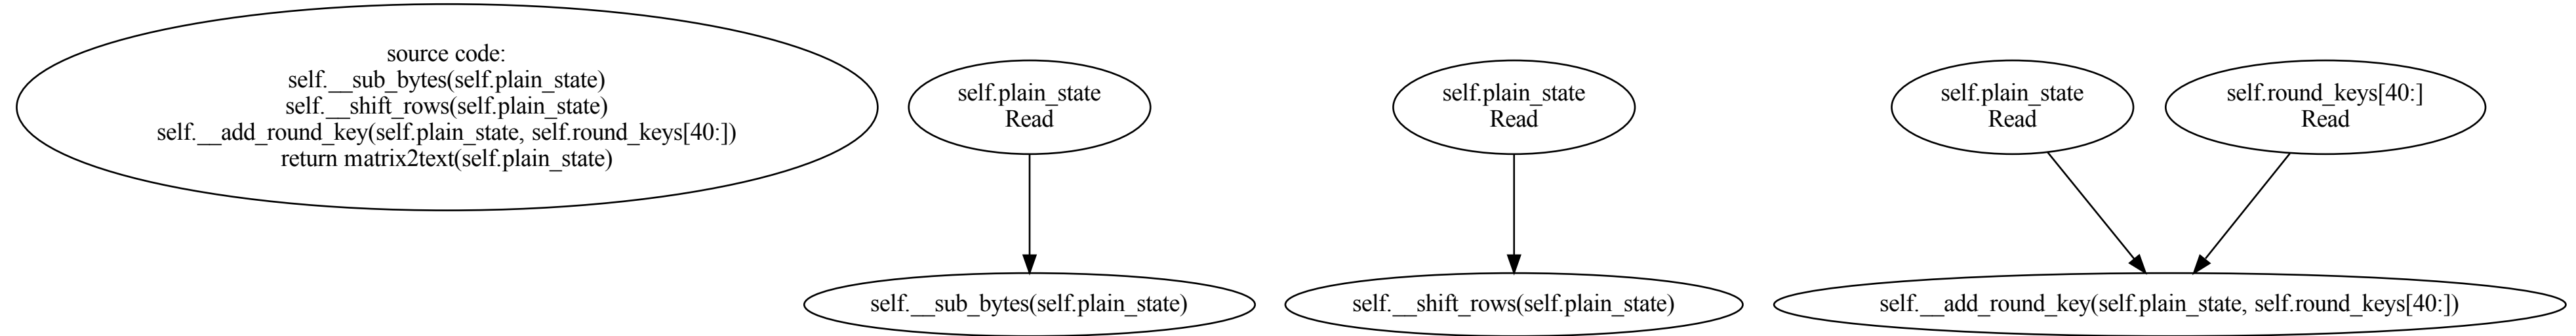 source code:
self.__sub_bytes(self.plain_state)
self.__shift_rows(self.plain_state)
self.__add_round_key(self.plain_state, self.round_keys[40:])
return matrix2text(self.plain_state)
self.plain_state
Read
self.plain_state
Read
self.plain_state
Read
self.round_keys[40:]
Read
self.__sub_bytes(self.plain_state)
self.__shift_rows(self.plain_state)
self.__add_round_key(self.plain_state, self.round_keys[40:])